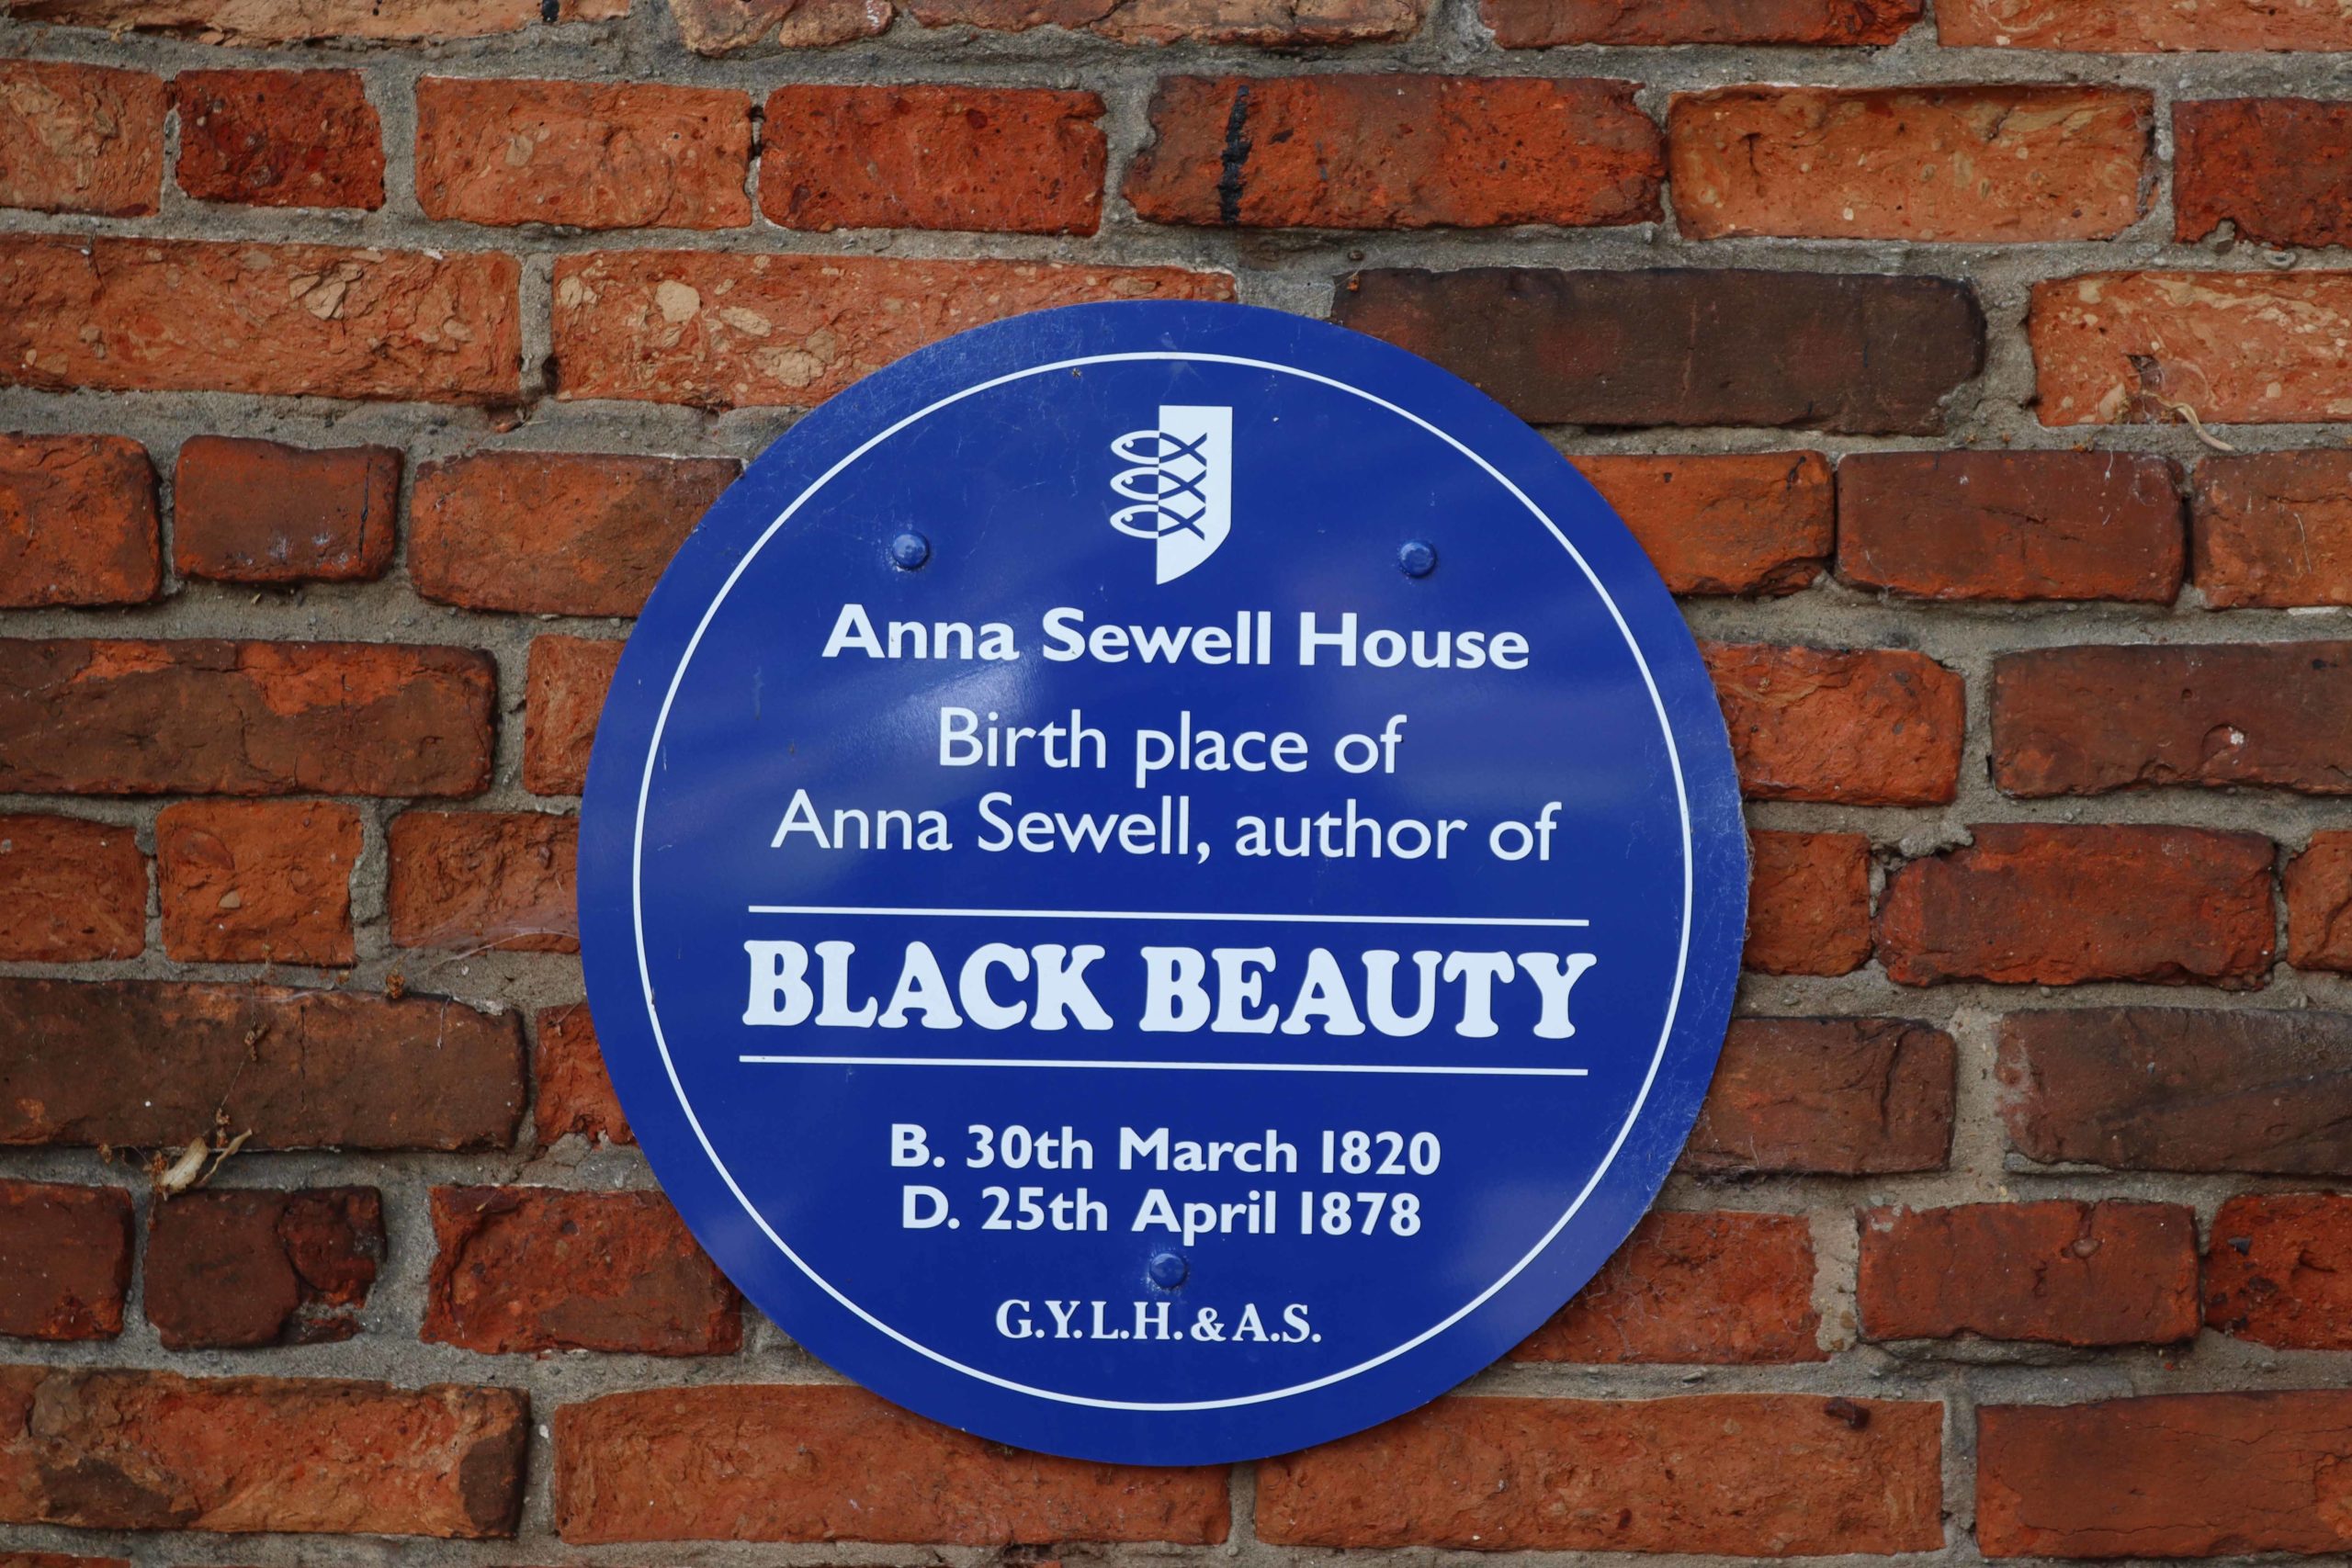 Anna Sewell House
Birth place of
Anna Sewell, author of
BLACK BEAUTY
B. 30th March 1820
D. 25th April 1878
G.Y.L.H.&A.S.